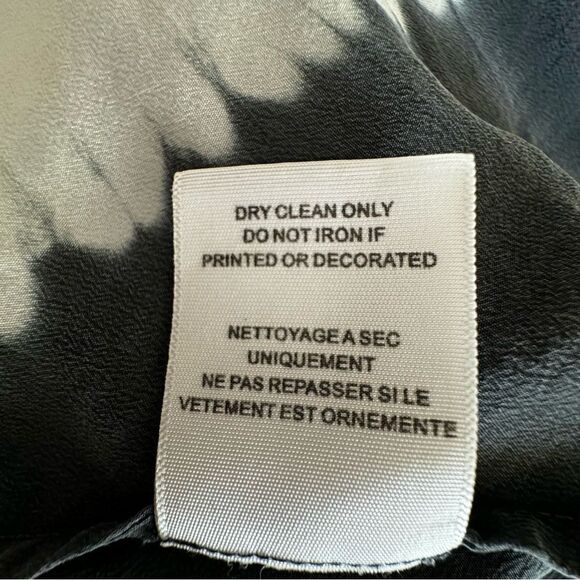 DRY CLEAN ONLY
DO NOT IRON IF
PRINTED OR DECORATED
NETTOYAGE A SEC
UNIQUEMENT
NE PAS REPASSER SI LE
VETEMENT EST ORNEMENTE